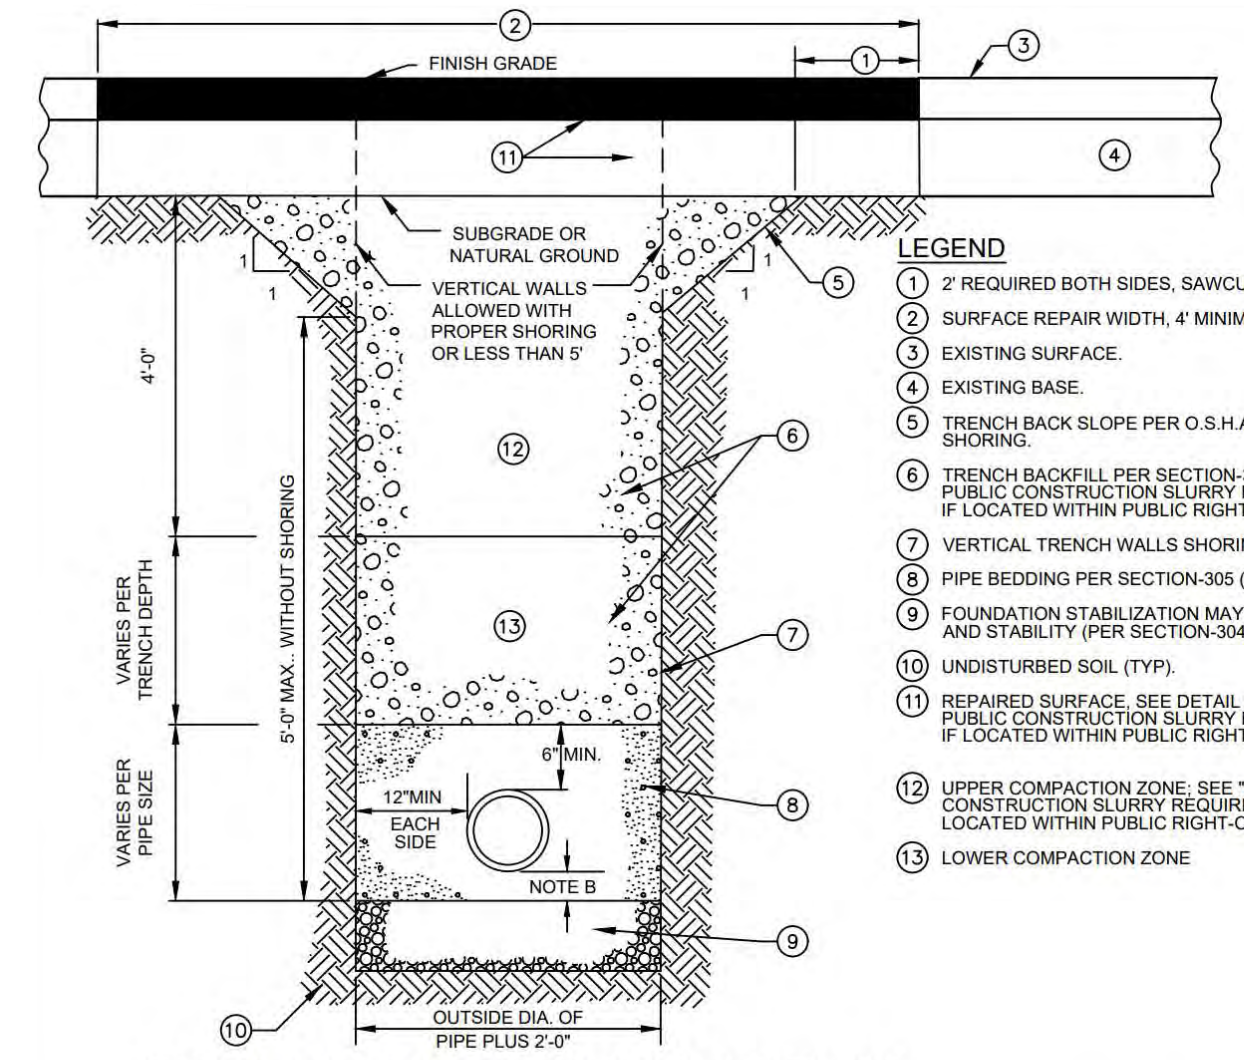 2
1
3
FINISH GRADE
11
4
SUBGRADE OR
NATURAL GROUND
1
1
VERTICAL WALLS
ALLOWED WITH
PROPER SHORING
OR LESS THAN 5'
1
1
5
4'-0"
5'-0" MAX.. WITHOUT SHORING
12
6
VARIES PER
TRENCH DEPTH
13
7
VARIES PER
PIPE SIZE
6" MIN.
12"MIN
EACH
SIDE
8
NOTE B
9
10
OUTSIDE DIA. OF
PIPE PLUS 2'-0"
LEGEND
1 2' REQUIRED BOTH SIDES, SAWCU
2 SURFACE REPAIR WIDTH, 4' MINIM
3 EXISTING SURFACE.
4 EXISTING BASE.
5 TRENCH BACK SLOPE PER O.S.H.A
SHORING.
6 TRENCH BACKFILL PER SECTION-
PUBLIC CONSTRUCTION SLURRY
IF LOCATED WITHIN PUBLIC RIGHT
7 VERTICAL TRENCH WALLS SHORI
8 PIPE BEDDING PER SECTION-305 (
9 FOUNDATION STABILIZATION MAY
AND STABILITY (PER SECTION-304
10 UNDISTURBED SOIL (TYP).
11 REPAIRED SURFACE, SEE DETAIL
PUBLIC CONSTRUCTION SLURRY
IF LOCATED WITHIN PUBLIC RIGHT
12 UPPER COMPACTION ZONE; SEE "
CONSTRUCTION SLURRY REQUIR
LOCATED WITHIN PUBLIC RIGHT-O
13 LOWER COMPACTION ZONE